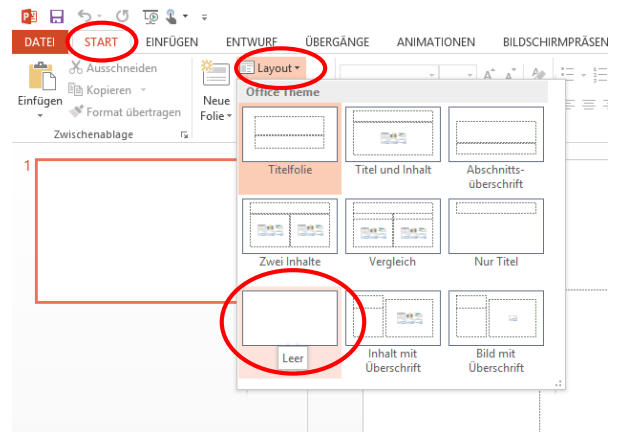 DATEI START EINFÜGEN ENTWURF ÜBERGÄNGE ANIMATIONEN BILDSCHIRMPRÄSEN
Ausschneiden
Kopieren
Format übertragen
Einfügen
Zwischenablage
Neue
Folie
Layout
Office Theme
Titelfolie Titel und Inhalt Abschnitts-
überschrift
Zwei Inhalte Vergleich Nur Titel
Leer Inhalt mit Bild mit
Überschrift Überschrift
1